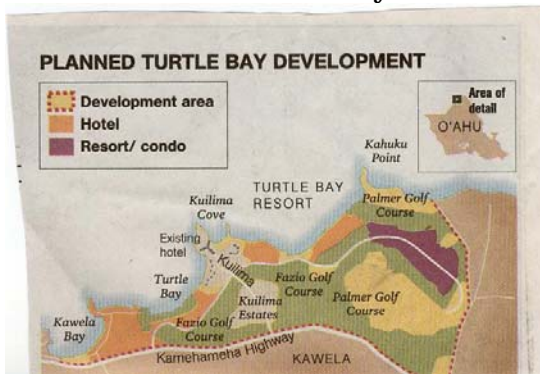 PLANNED TURTLE BAY DEVELOPMENT
Development area
Hotel
Resort/ condo
Area of
detail
O'AHU
Kahuku
Point
TURTLE BAY
RESORT
Palmer Golf
Course
Kuilima
Cove
Existing
hotel
Kuilima
Turtle
Bay
Fazio Golf
Course
Palmer Golf
Course
Kuilima
Estates
Kawela
Bay
Fazio Golf
Course
Kamehameha Highway
KAWELA